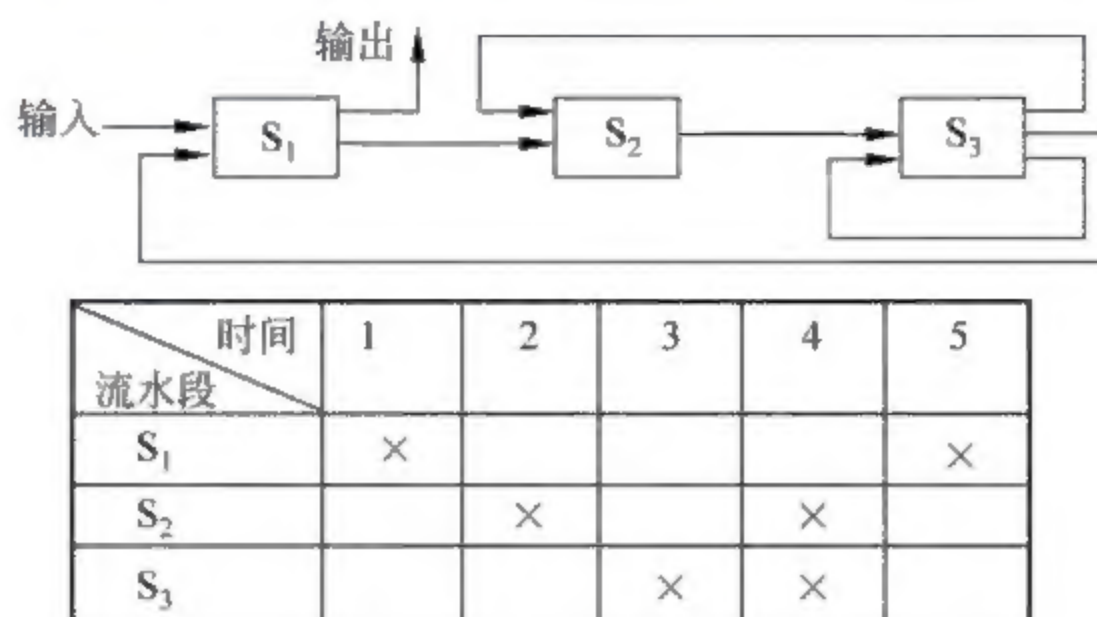 输出
输入
S₁
S₂
S₃
时间 1 2 3 4 5
流水段
S₁ × ×
S₂ × ×
S₃ × ×